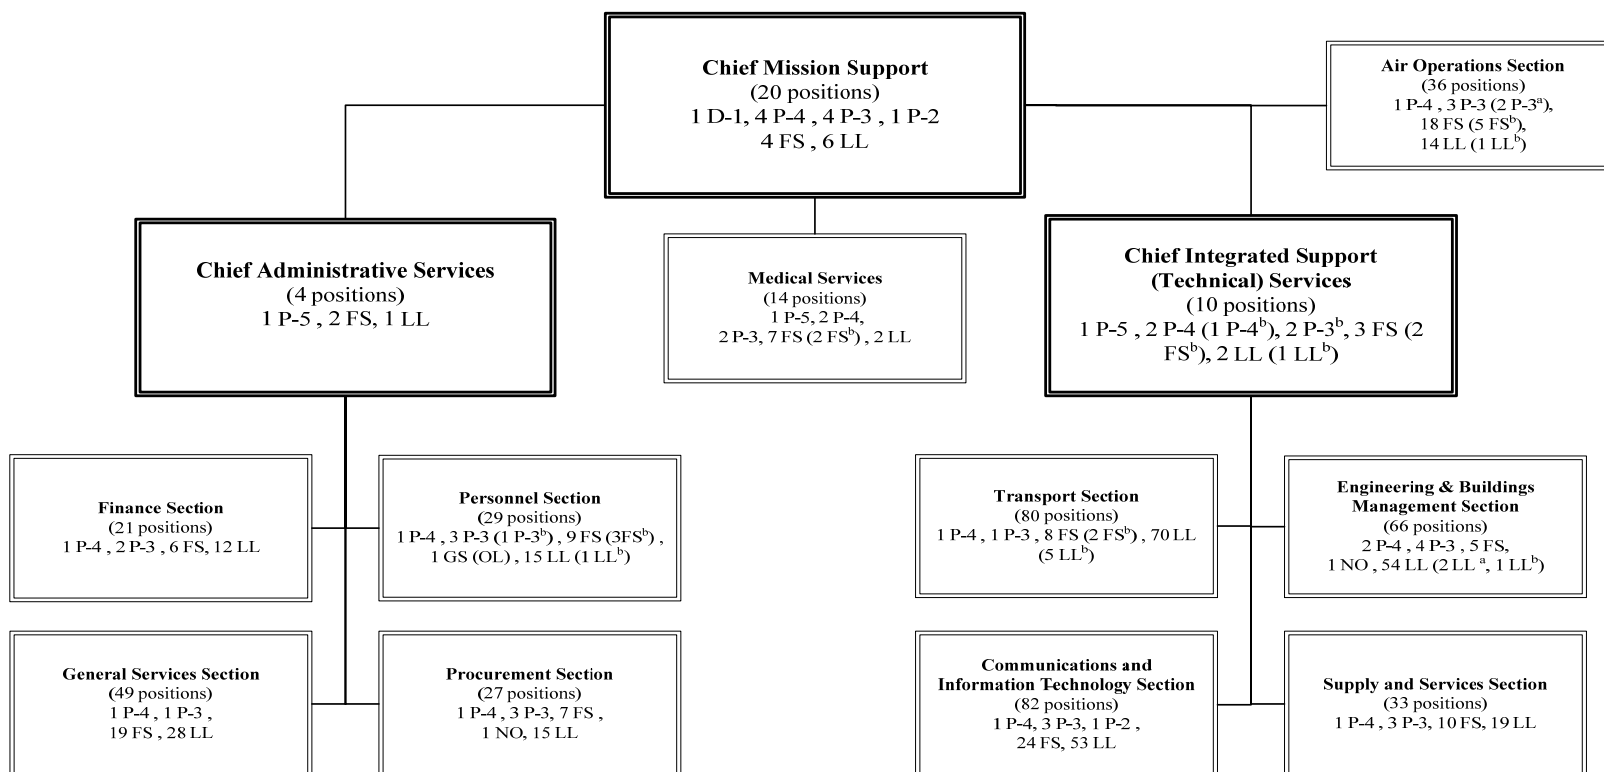 Chief Mission Support
(20 positions)
1 D-1, 4 P-4 , 4 P-3 , 1 P-2
4 FS , 6 LL
Air Operations Section
(36 positions)
1 P-4 , 3 P-3 (2 P-3ᵃ),
18 FS (5 FSᵇ),
14 LL (1 LLᵇ)
Chief Administrative Services
(4 positions)
1 P-5 , 2 FS, 1 LL
Medical Services
(14 positions)
1 P-5, 2 P-4,
2 P-3, 7 FS (2 FSᵇ) , 2 LL
Chief Integrated Support
(Technical) Services
(10 positions)
1 P-5 , 2 P-4 (1 P-4ᵇ), 2 P-3ᵇ, 3 FS (2
FSᵇ), 2 LL (1 LLᵇ)
Finance Section
(21 positions)
1 P-4 , 2 P-3 , 6 FS, 12 LL
Personnel Section
(29 positions)
1 P-4 , 3 P-3 (1 P-3ᵇ) , 9 FS (3FSᵇ) ,
1 GS (OL) , 15 LL (1 LLᵇ)
Transport Section
(80 positions)
1 P-4 , 1 P-3 , 8 FS (2 FSᵇ) , 70 LL
(5 LLᵇ)
Engineering & Buildings
Management Section
(66 positions)
2 P-4 , 4 P-3 , 5 FS,
1 NO , 54 LL (2 LL ᵃ, 1 LLᵇ)
General Services Section
(49 positions)
1 P-4 , 1 P-3 ,
19 FS , 28 LL
Procurement Section
(27 positions)
1 P-4 , 3 P-3, 7 FS ,
1 NO, 15 LL
Communications and
Information Technology Section
(82 positions)
1 P-4, 3 P-3, 1 P-2 ,
24 FS, 53 LL
Supply and Services Section
(33 positions)
1 P-4 , 3 P-3, 10 FS, 19 LL